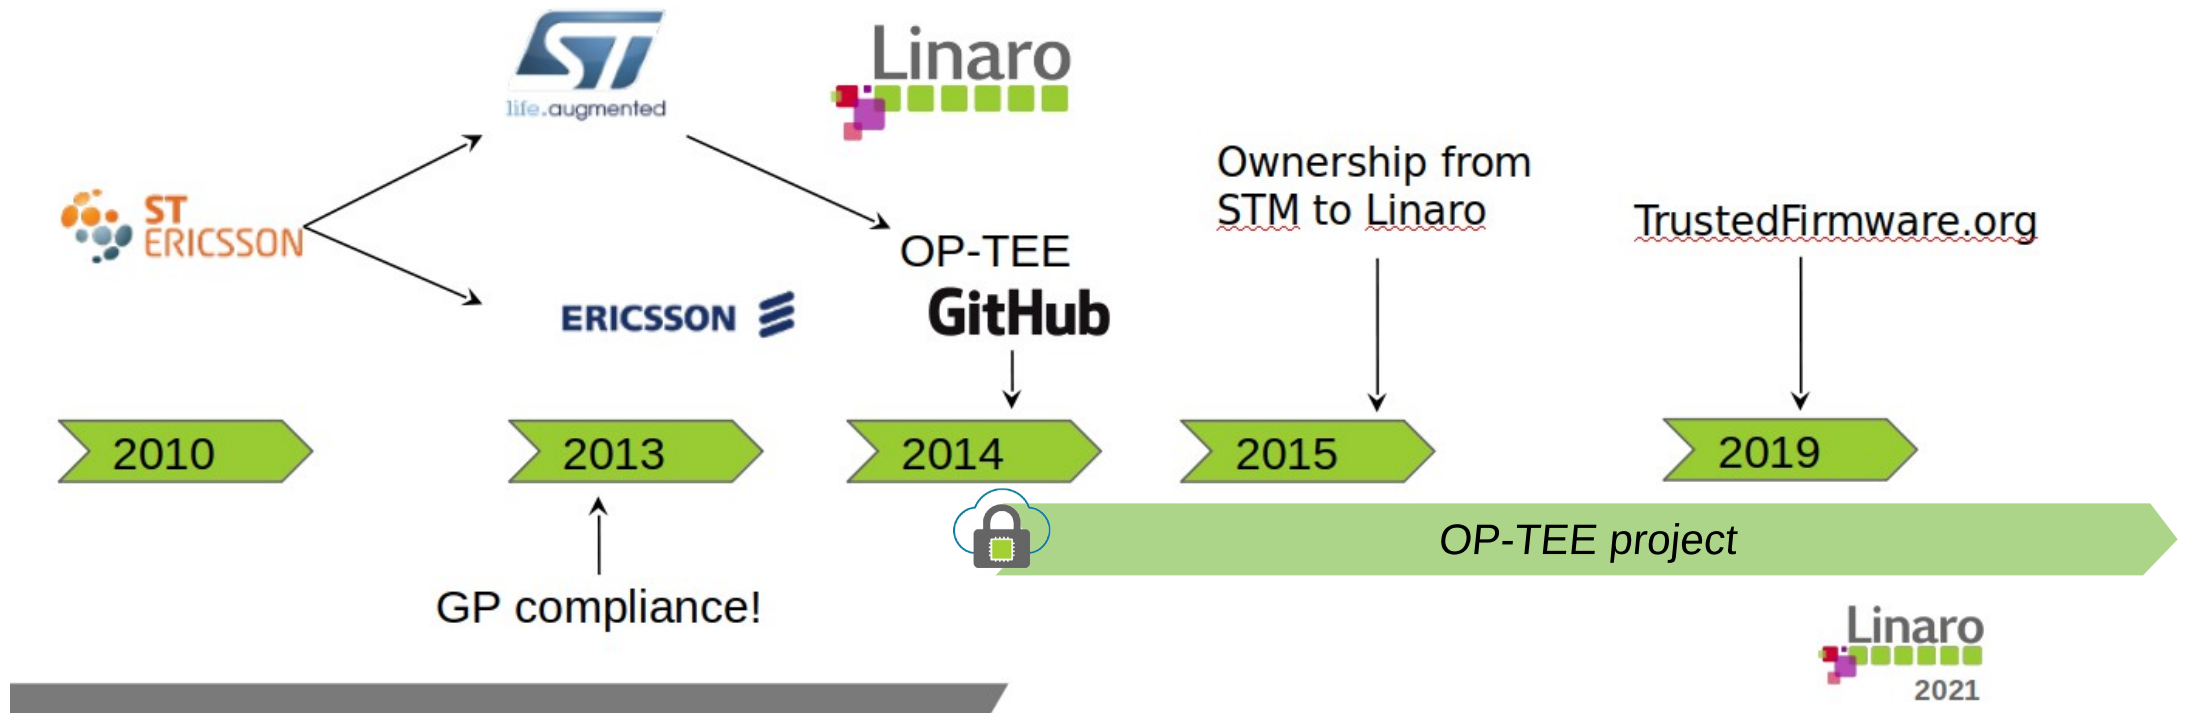 ST
life.augmented
Linaro
ST
ERICSSON
Ownership from
STM to Linaro
TrustedFirmware.org
OP-TEE
GitHub
ERICSSON
2010
2013
2014
2015
2019
OP-TEE project
GP compliance!
Linaro
2021